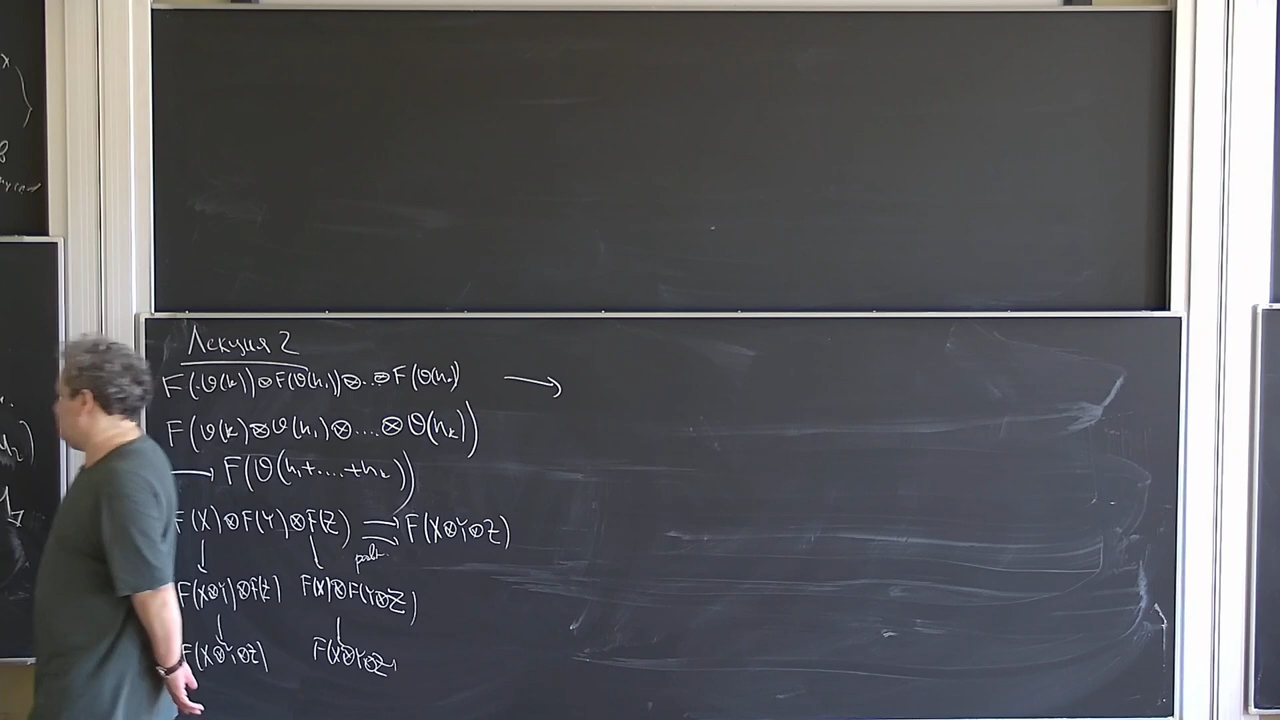 Лекция 2
F(𝒪(k))⊗F(𝒪(n₁))⊗...⊗F(𝒪(nₖ)) ⟶
F(𝒪(k)⊗𝒪(n₁)⊗....⊗𝒪(nₖ))
⟶ F(𝒪(n₁+....+nₖ))
F(X)⊗F(Y)⊗F(Z) ⇉ F(X⊗Y⊗Z)
↓ ↓
F(X⊗Y)⊗F(Z) F(X)⊗F(Y⊗Z)
↓ ↓
F(X⊗Y⊗Z) F(X⊗Y⊗Z)